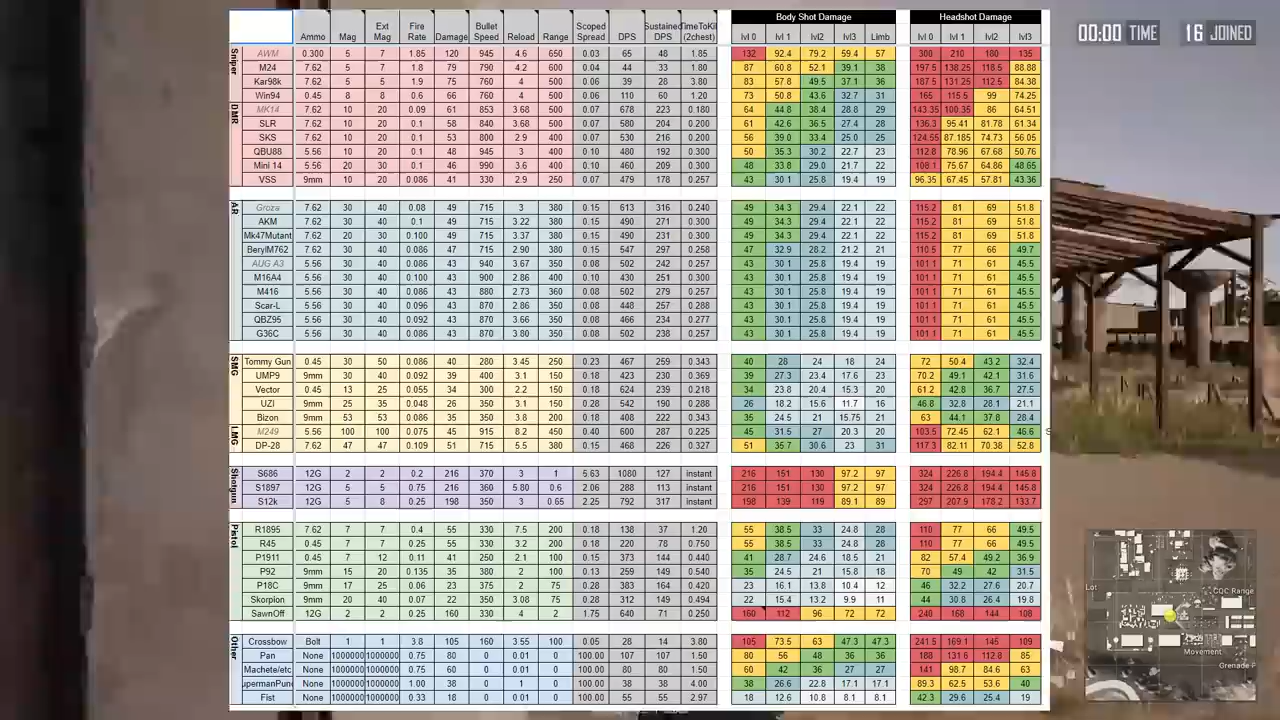 Body Shot Damage Headshot Damage
Ammo Mag Ext Mag Fire Rate Damage Bullet Speed Reload Range Scoped Spread DPS Sustained DPS TimeToKill (2chest) lvl 0 lvl 1 lvl2 lvl3 Limb lvl 0 lvl 1 lvl2 lvl3
00:00 TIME 16 JOINED
Sniper
AWM 0.300 5 7 1.85 120 945 4.6 650 0.03 65 48 1.85 132 92.4 79.2 59.4 57 300 210 180 135
M24 7.62 5 7 1.8 79 790 4.2 600 0.04 44 33 1.80 87 60.8 52.1 39.1 38 197.5 138.25 118.5 88.88
Kar98k 7.62 5 5 1.9 75 760 4 500 0.06 39 28 3.80 83 57.8 49.5 37.1 36 187.5 131.25 112.5 84.38
Win94 0.45 8 8 0.6 66 760 4 500 0.06 110 60 1.20 73 50.8 43.6 32.7 31 165 115.5 99 74.25
DMR
MK14 7.62 10 20 0.09 61 853 3.68 500 0.07 678 223 0.180 64 44.8 38.4 28.8 29 143.35 100.35 86 64.51
SLR 7.62 10 20 0.1 58 840 3.68 500 0.07 580 204 0.200 61 42.6 36.5 27.4 28 136.3 95.41 81.78 61.34
SKS 7.62 10 20 0.1 53 800 2.9 400 0.07 530 216 0.200 56 39.0 33.4 25.0 25 124.55 87.185 74.73 56.05
QBU88 5.56 10 20 0.1 48 945 3 400 0.10 480 192 0.300 50 35.3 30.2 22.7 23 112.8 78.96 67.68 50.76
Mini 14 5.56 20 30 0.1 46 990 3.6 400 0.10 460 209 0.300 48 33.8 29.0 21.7 22 108.1 75.67 64.86 48.65
VSS 9mm 10 20 0.086 41 330 2.9 250 0.07 479 178 0.257 43 30.1 25.8 19.4 19 96.35 67.45 57.81 43.36
AR
Groza 7.62 30 40 0.08 49 715 3 380 0.15 613 316 0.240 49 34.3 29.4 22.1 22 115.2 81 69 51.8
AKM 7.62 30 40 0.1 49 715 3.22 380 0.15 490 271 0.300 49 34.3 29.4 22.1 22 115.2 81 69 51.8
Mk47Mutant 7.62 20 30 0.100 49 715 3.37 380 0.15 490 231 0.300 49 34.3 29.4 22.1 22 115.2 81 69 51.8
BerylM762 7.62 30 40 0.086 47 715 2.90 380 0.15 547 297 0.258 47 32.9 28.2 21.2 21 110.5 77 66 49.7
AUG A3 5.56 30 40 0.086 43 940 3.67 350 0.08 502 242 0.257 43 30.1 25.8 19.4 19 101.1 71 61 45.5
M16A4 5.56 30 40 0.100 43 900 2.86 400 0.10 430 251 0.300 43 30.1 25.8 19.4 19 101.1 71 61 45.5
M416 5.56 30 40 0.086 43 880 2.73 360 0.08 502 279 0.257 43 30.1 25.8 19.4 19 101.1 71 61 45.5
Scar-L 5.56 30 40 0.096 43 870 2.86 350 0.08 448 257 0.288 43 30.1 25.8 19.4 19 101.1 71 61 45.5
QBZ95 5.56 30 40 0.092 43 870 3.66 350 0.08 466 234 0.277 43 30.1 25.8 19.4 19 101.1 71 61 45.5
G36C 5.56 30 40 0.086 43 870 3.80 350 0.08 502 238 0.257 43 30.1 25.8 19.4 19 101.1 71 61 45.5
SMG
Tommy Gun 0.45 30 50 0.086 40 280 3.45 250 0.23 467 259 0.343 40 28 24 18 24 72 50.4 43.2 32.4
UMP9 9mm 30 40 0.092 39 400 3.1 150 0.18 423 230 0.369 39 27.3 23.4 17.6 23 70.2 49.1 42.1 31.6
Vector 0.45 13 25 0.055 34 300 2.2 150 0.18 624 239 0.218 34 23.8 20.4 15.3 20 61.2 42.8 36.7 27.5
UZI 9mm 25 35 0.048 26 350 3.1 150 0.28 542 190 0.288 26 18.2 15.6 11.7 16 46.8 32.8 28.1 21.1
Bizon 9mm 53 53 0.086 35 350 3.8 200 0.18 408 222 0.343 35 24.5 21 15.75 21 63 44.1 37.8 28.4
LMG
M249 5.56 100 100 0.075 45 915 8.2 450 0.40 600 287 0.225 45 31.5 27 20.3 20 103.5 72.45 62.1 46.6
DP-28 7.62 47 47 0.109 51 715 5.5 380 0.15 468 226 0.327 51 35.7 30.6 23 31 117.3 82.11 70.38 52.8
Shotgun
S686 12G 2 2 0.2 216 370 3 1 5.63 1080 127 instant 216 151 130 97.2 97 324 226.8 194.4 145.8
S1897 12G 5 5 0.75 216 360 5.80 0.6 2.06 288 113 instant 216 151 130 97.2 97 324 226.8 194.4 145.8
S12k 12G 5 8 0.25 198 350 3 0.65 2.25 792 317 instant 198 139 119 89.1 89 297 207.9 178.2 133.7
Pistol
R1895 7.62 7 7 0.4 55 330 7.5 200 0.18 138 37 1.20 55 38.5 33 24.8 28 110 77 66 49.5
R45 0.45 7 7 0.25 55 330 3.2 200 0.18 220 78 0.750 55 38.5 33 24.8 28 110 77 66 49.5
P1911 0.45 7 12 0.11 41 250 2.1 100 0.15 373 144 0.440 41 28.7 24.6 18.5 21 82 57.4 49.2 36.9
P92 9mm 15 20 0.135 35 380 2 100 0.13 259 149 0.540 35 24.5 21 15.8 18 70 49 42 31.5
P18C 9mm 17 25 0.06 23 375 2 75 0.28 383 164 0.420 23 16.1 13.8 10.4 12 46 32.2 27.6 20.7
Skorpion 9mm 20 40 0.07 22 350 3.08 75 0.28 312 149 0.494 22 15.4 13.2 9.9 11 44 30.8 26.4 19.8
SawnOff 12G 2 2 0.25 160 330 4 2 1.75 640 71 0.250 160 112 96 72 72 240 168 144 108
Other
Crossbow Bolt 1 1 3.8 105 160 3.55 100 0.05 28 14 3.80 105 73.5 63 47.3 47.3 241.5 169.1 145 109
Pan None 1000000 1000000 0.75 80 0 0.01 0 100.00 107 107 1.50 80 56 48 36 36 188 131.6 112.8 85
Machete/etc None 1000000 1000000 0.75 60 0 0.01 0 100.00 80 80 1.50 60 42 36 27 27 141 98.7 84.6 63
upermanPunc None 1000000 1000000 1.00 38 0 1 0 100.00 38 38 4.00 38 26.6 22.8 17.1 17.1 89.3 62.5 53.6 40
Fist None 1000000 1000000 0.33 18 0 0.01 0 100.00 55 55 2.97 18 12.6 10.8 8.1 8.1 42.3 29.6 25.4 19
Lot
CQC Range
Movement
Grenade P